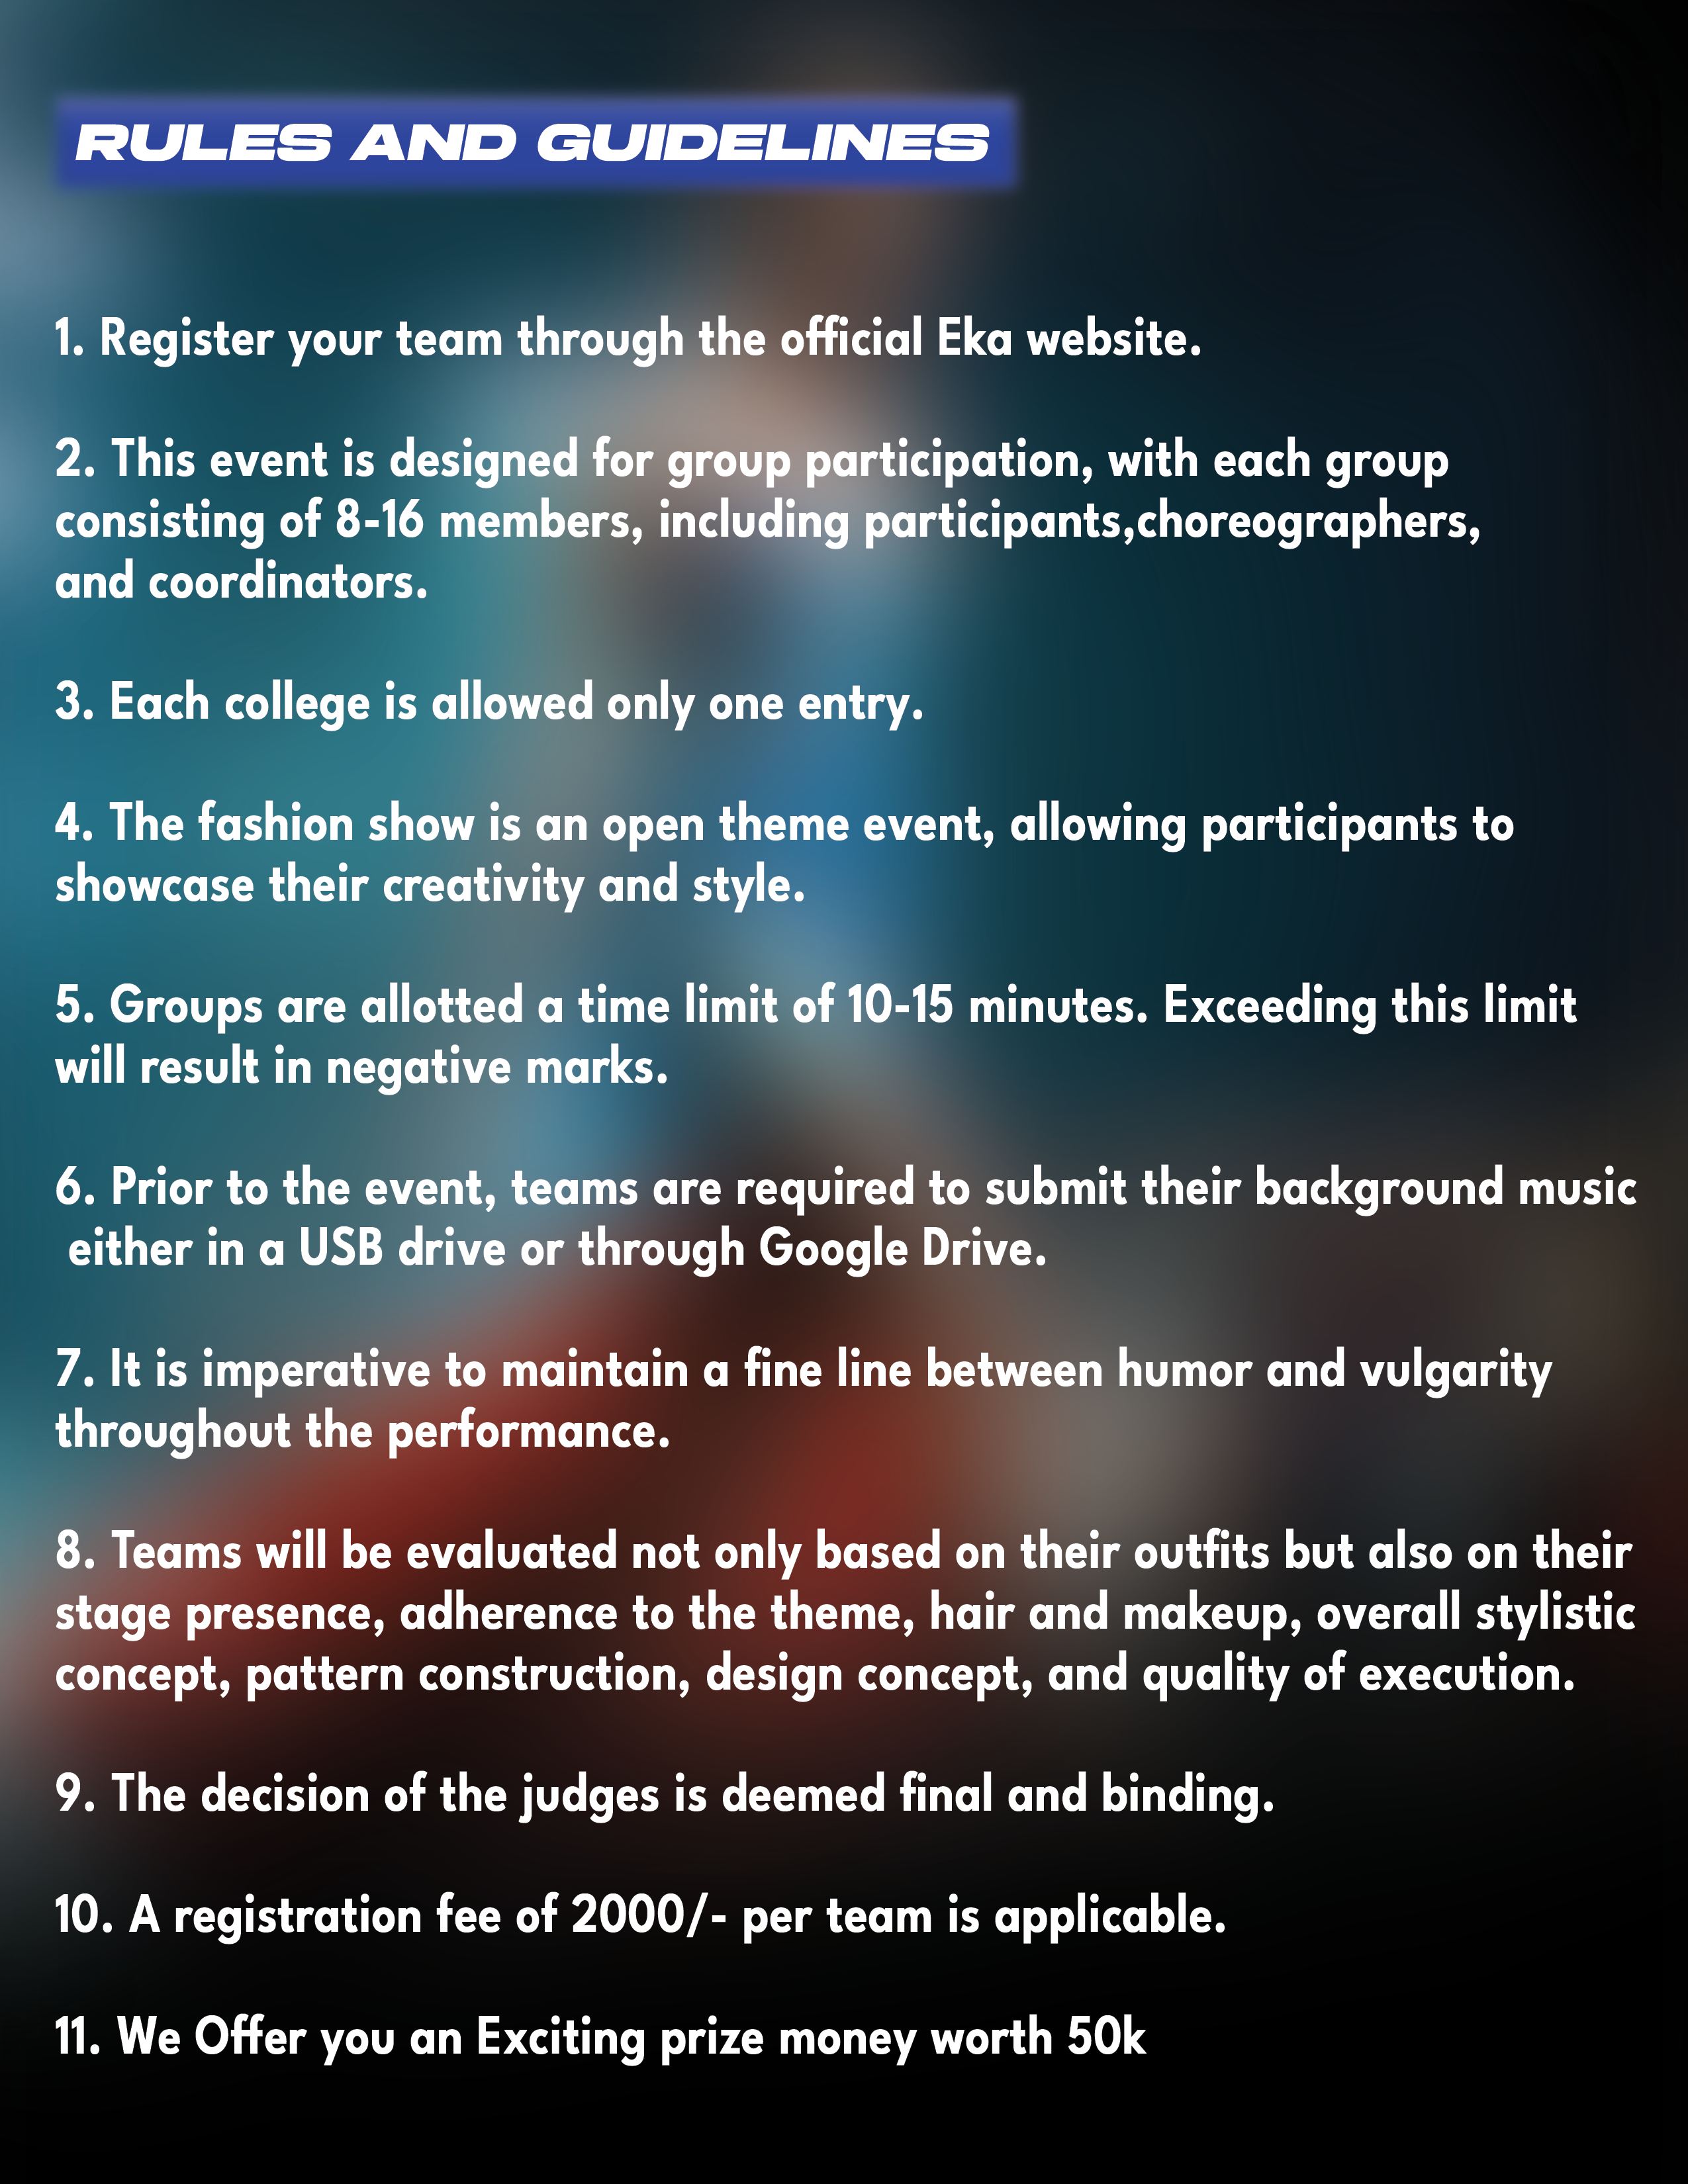 RULES AND GUIDELINES
1. Register your team through the official Eka website.
2. This event is designed for group participation, with each group
consisting of 8-16 members, including participants,choreographers,
and coordinators.
3. Each college is allowed only one entry.
4. The fashion show is an open theme event, allowing participants to
showcase their creativity and style.
5. Groups are allotted a time limit of 10-15 minutes. Exceeding this limit
will result in negative marks.
6. Prior to the event, teams are required to submit their background music
either in a USB drive or through Google Drive.
7. It is imperative to maintain a fine line between humor and vulgarity
throughout the performance.
8. Teams will be evaluated not only based on their outfits but also on their
stage presence, adherence to the theme, hair and makeup, overall stylistic
concept, pattern construction, design concept, and quality of execution.
9. The decision of the judges is deemed final and binding.
10. A registration fee of 2000/- per team is applicable.
11. We Offer you an Exciting prize money worth 50k